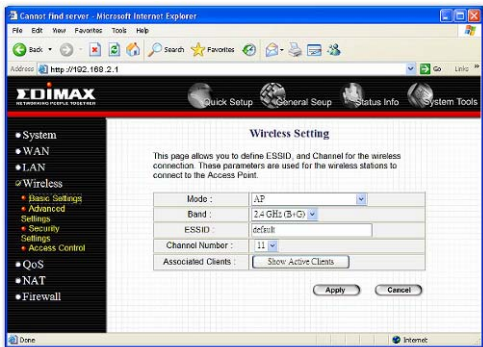 Cannot find server - Microsoft Internet Explorer
File Edit View Favorites Tools Help
Back Search Favorites
Address http://192.168.2.1 Go Links »
EDIMAX
NETWORKING PEOPLE TOGETHER
Quick Setup General Seup Status Info System Tools
System
WAN
LAN
Wireless
Basic Settings
Advanced
Settings
Security
Settings
Access Control
QoS
NAT
Firewall
Wireless Setting
This page allows you to define ESSID, and Channel for the wireless
connection. These parameters are used for the wireless stations to
connect to the Access Point.
Mode : AP
Band : 2.4 GHz (B+G)
ESSID : default
Channel Number : 11
Associated Clients : Show Active Clients
Apply Cancel
Done Internet